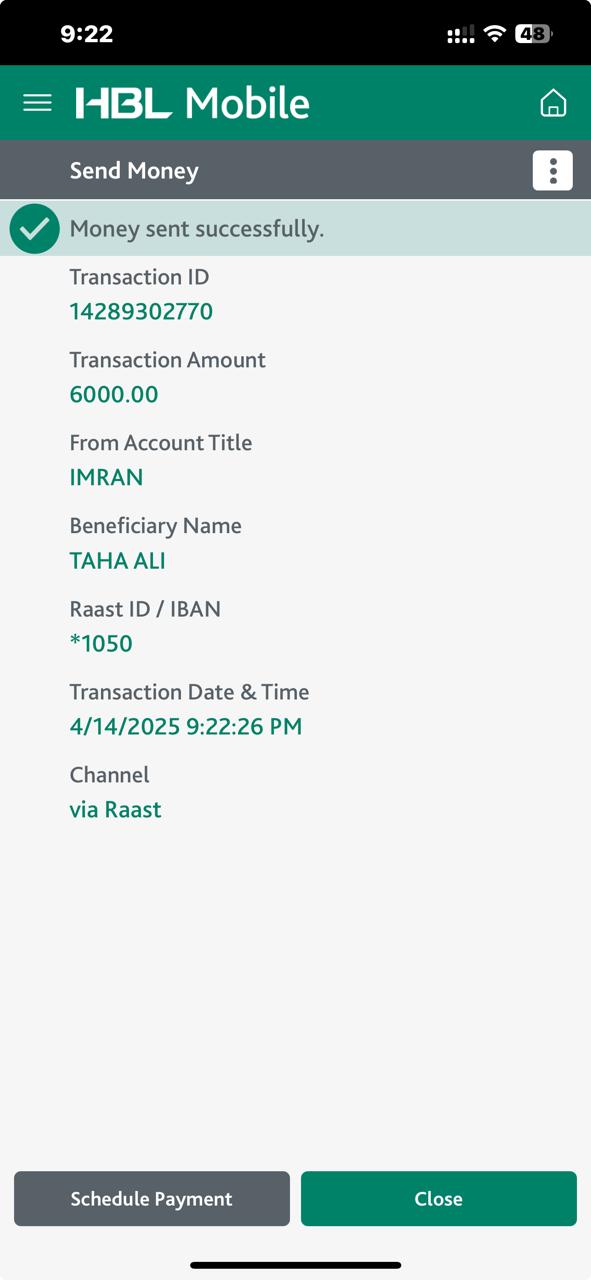 9:22
48
HBL Mobile
Send Money
Money sent successfully.
Transaction ID
14289302770
Transaction Amount
6000.00
From Account Title
IMRAN
Beneficiary Name
TAHA ALI
Raast ID / IBAN
*1050
Transaction Date & Time
4/14/2025 9:22:26 PM
Channel
via Raast
Schedule Payment
Close